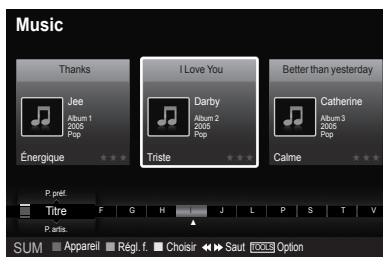 Music
Thanks I Love You Better than yesterday
Jee Darby Catherine
Album 1 Album 2 Album 3
2005 2005 2005
Pop Pop Pop
Énergique Triste Calme
P. préf.
Titre F G H I J L P S T V
P. artis.
SUM Appareil Régl. f. Choisir Saut TOOLS Option